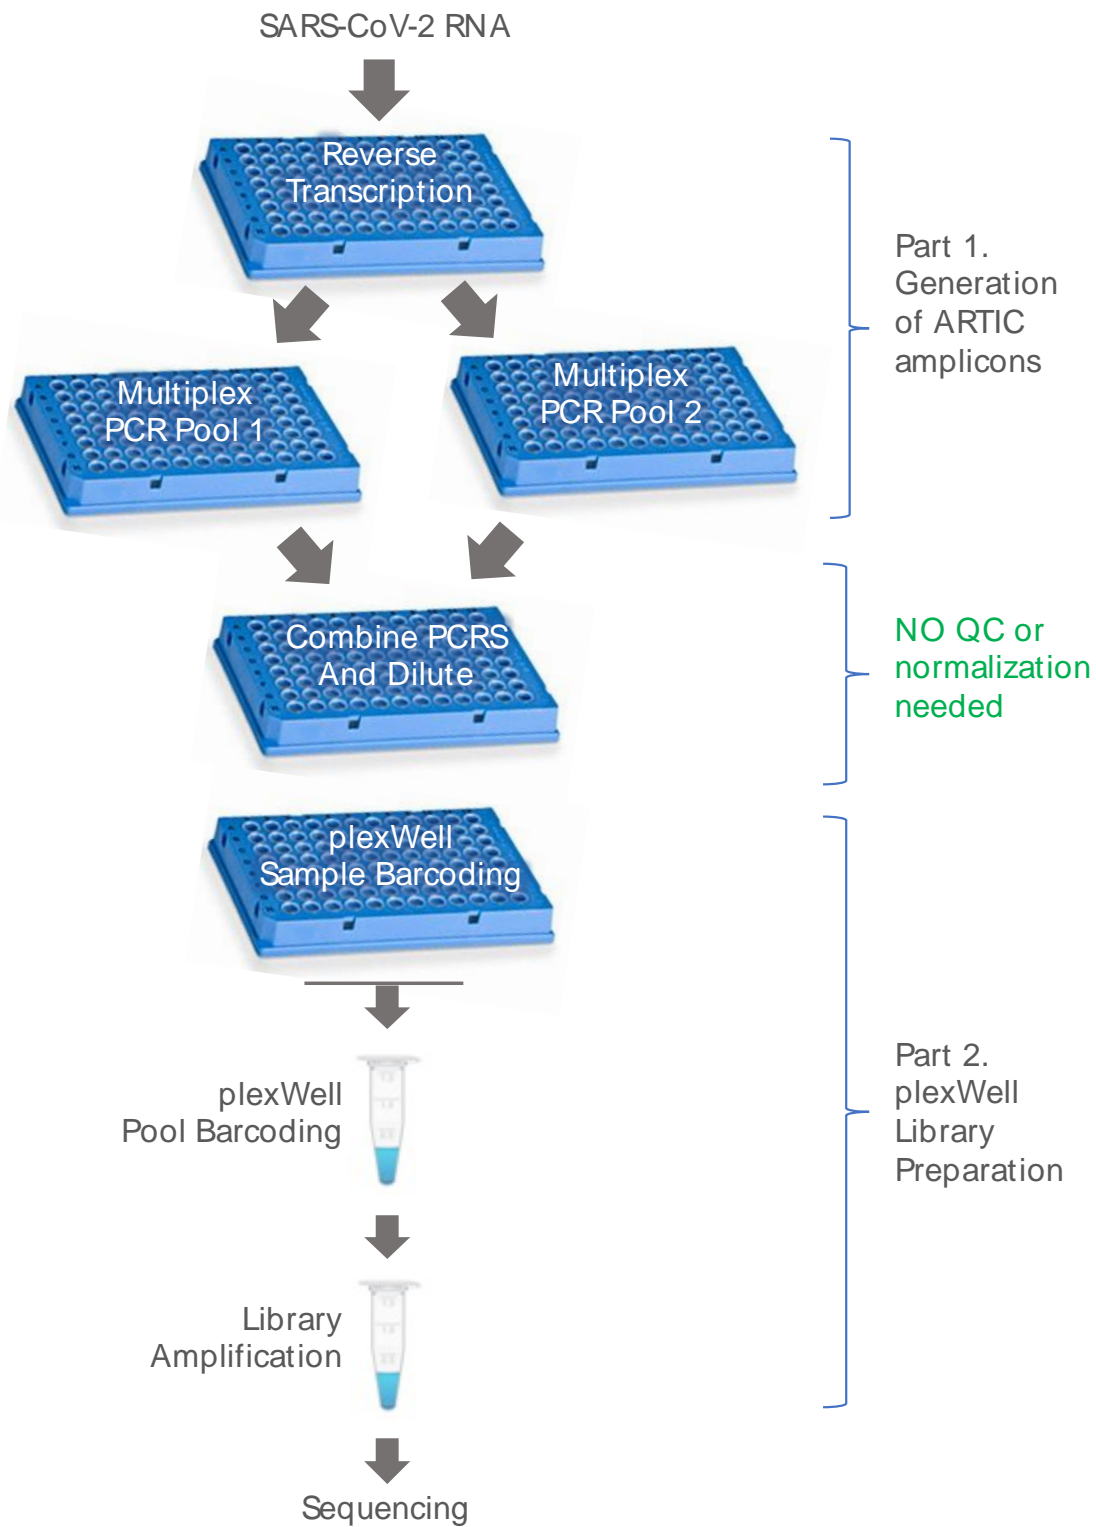 SARS-CoV-2 RNA
Reverse
Transcription
Part 1.
Generation
of ARTIC
amplicons
Multiplex
PCR Pool 1
Multiplex
PCR Pool 2
Combine PCRS
And Dilute
NO QC or
normalization
needed
plexWell
Sample Barcoding
plexWell
Pool Barcoding
Part 2.
plexWell
Library
Preparation
Library
Amplification
Sequencing